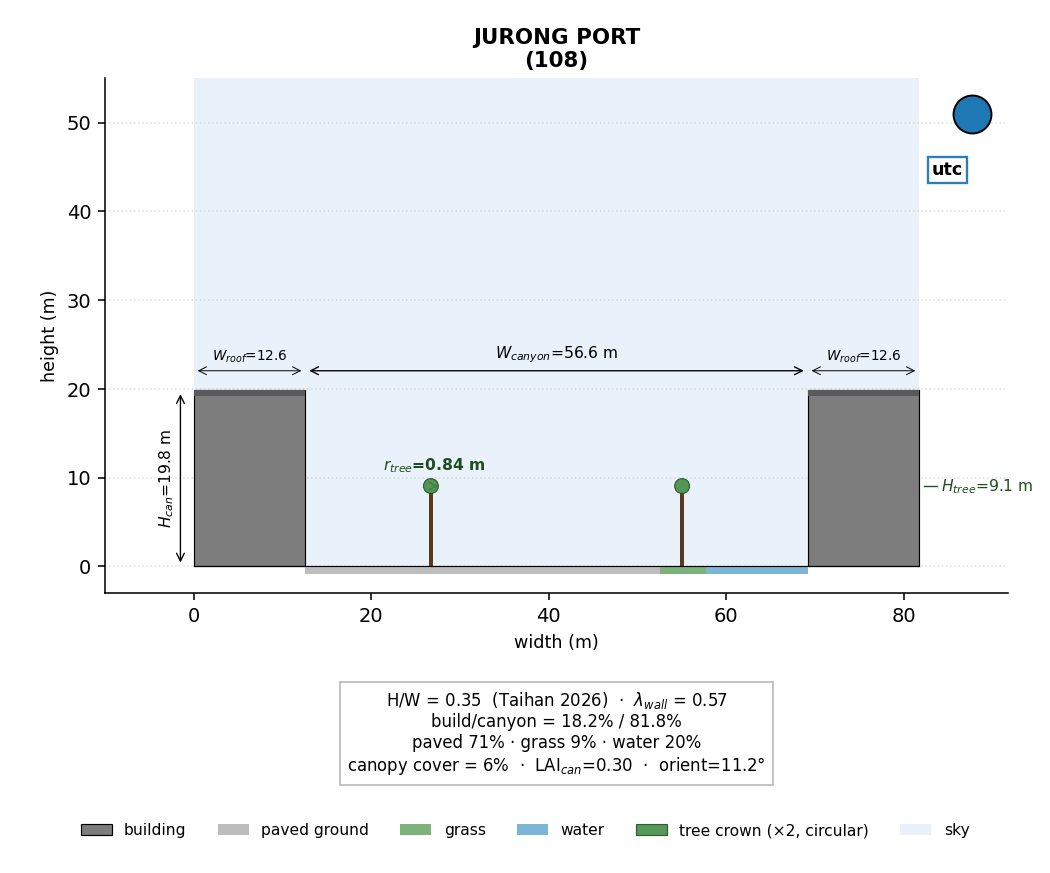 JURONG PORT
(108)
50
40
30
20
10
0
height (m)
utc
W_roof=12.6
W_canyon=56.6 m
W_roof=12.6
H_can=19.8 m
r_tree=0.84 m
H_tree=9.1 m
0
20
40
60
80
width (m)
H/W = 0.35 (Taihan 2026) · λ_wall = 0.57
build/canyon = 18.2% / 81.8%
paved 71% · grass 9% · water 20%
canopy cover = 6% · LAI_can=0.30 · orient=11.2°
building
paved ground
grass
water
tree crown (×2, circular)
sky